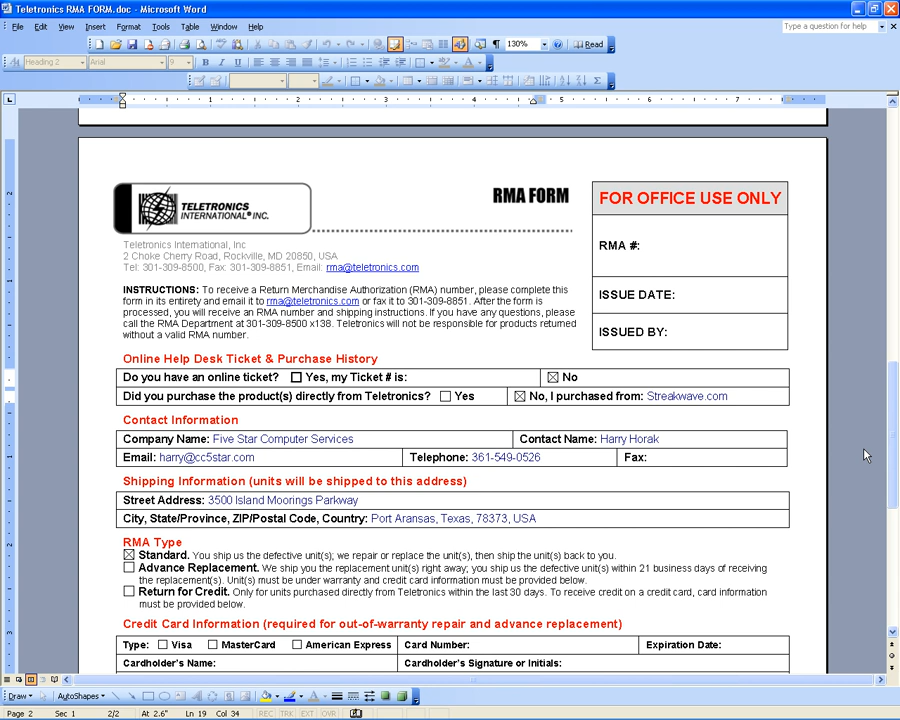 Teletronics RMA FORM.doc - Microsoft Word
File Edit View Insert Format Tools Table Window Help
Type a question for help
130% Read
Heading 2 Arial 9 B I U
1 2 3 4 5 6 7
TELETRONICS
INTERNATIONAL® INC.
RMA FORM
FOR OFFICE USE ONLY
RMA #:
ISSUE DATE:
ISSUED BY:
Teletronics International, Inc
2 Choke Cherry Road, Rockville, MD 20850, USA
Tel: 301-309-8500, Fax: 301-309-8851, Email: rma@teletronics.com
INSTRUCTIONS: To receive a Return Merchandise Authorization (RMA) number, please complete this
form in its entirety and email it to rma@teletronics.com or fax it to 301-309-8851. After the form is
processed, you will receive an RMA number and shipping instructions. If you have any questions, please
call the RMA Department at 301-309-8500 x138. Teletronics will not be responsible for products returned
without a valid RMA number.
Online Help Desk Ticket & Purchase History
Do you have an online ticket? ☐ Yes, my Ticket # is: ☒ No
Did you purchase the product(s) directly from Teletronics? ☐ Yes ☒ No, I purchased from: Streakwave.com
Contact Information
Company Name: Five Star Computer Services Contact Name: Harry Horak
Email: harry@cc5star.com Telephone: 361-549-0526 Fax:
Shipping Information (units will be shipped to this address)
Street Address: 3500 Island Moorings Parkway
City, State/Province, ZIP/Postal Code, Country: Port Aransas, Texas, 78373, USA
RMA Type
☒ Standard. You ship us the defective unit(s); we repair or replace the unit(s), then ship the unit(s) back to you.
☐ Advance Replacement. We ship you the replacement unit(s) right away; you ship us the defective unit(s) within 21 business days of receiving
the replacement(s). Unit(s) must be under warranty and credit card information must be provided below.
☐ Return for Credit. Only for units purchased directly from Teletronics within the last 30 days. To receive credit on a credit card, card information
must be provided below.
Credit Card Information (required for out-of-warranty repair and advance replacement)
Type: ☐ Visa ☐ MasterCard ☐ American Express Card Number: Expiration Date:
Cardholder's Name: Cardholder's Signature or Initials:
Draw AutoShapes
Page 2 Sec 1 2/2 At 2.6" Ln 19 Col 34 REC TRK EXT OVR